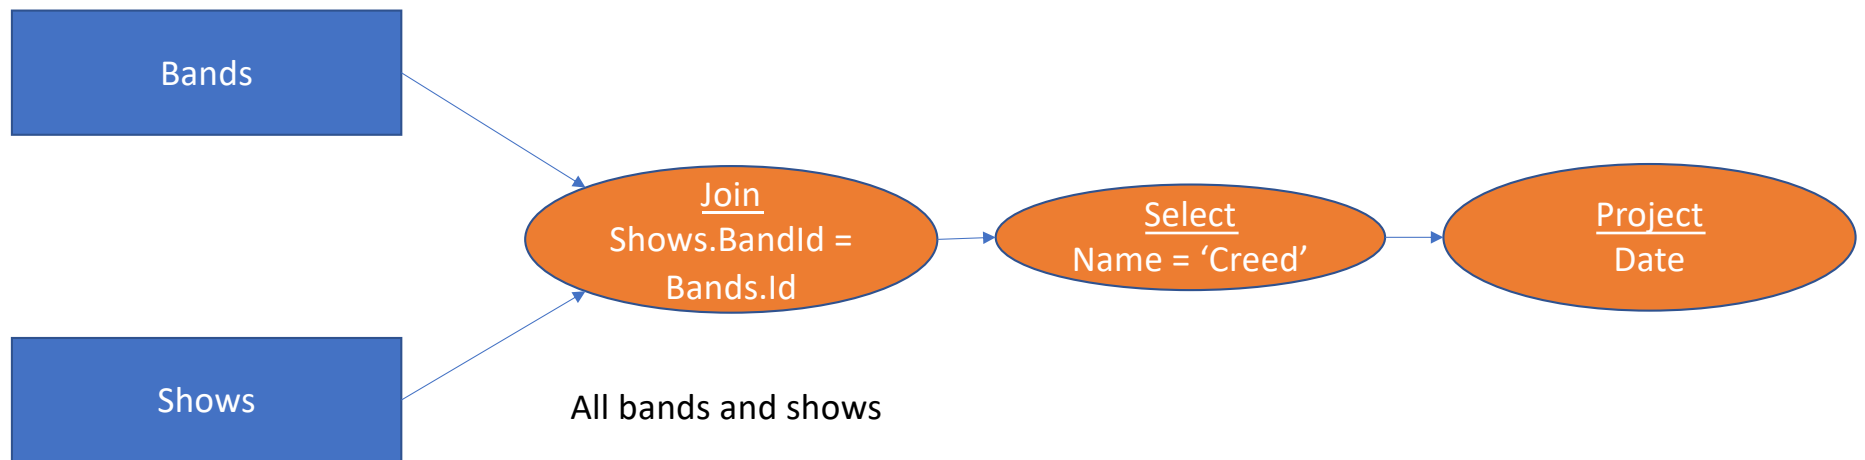 Bands
Join
Shows.BandId =
Bands.Id
Select
Name = ‘Creed’
Project
Date
Shows
All bands and shows